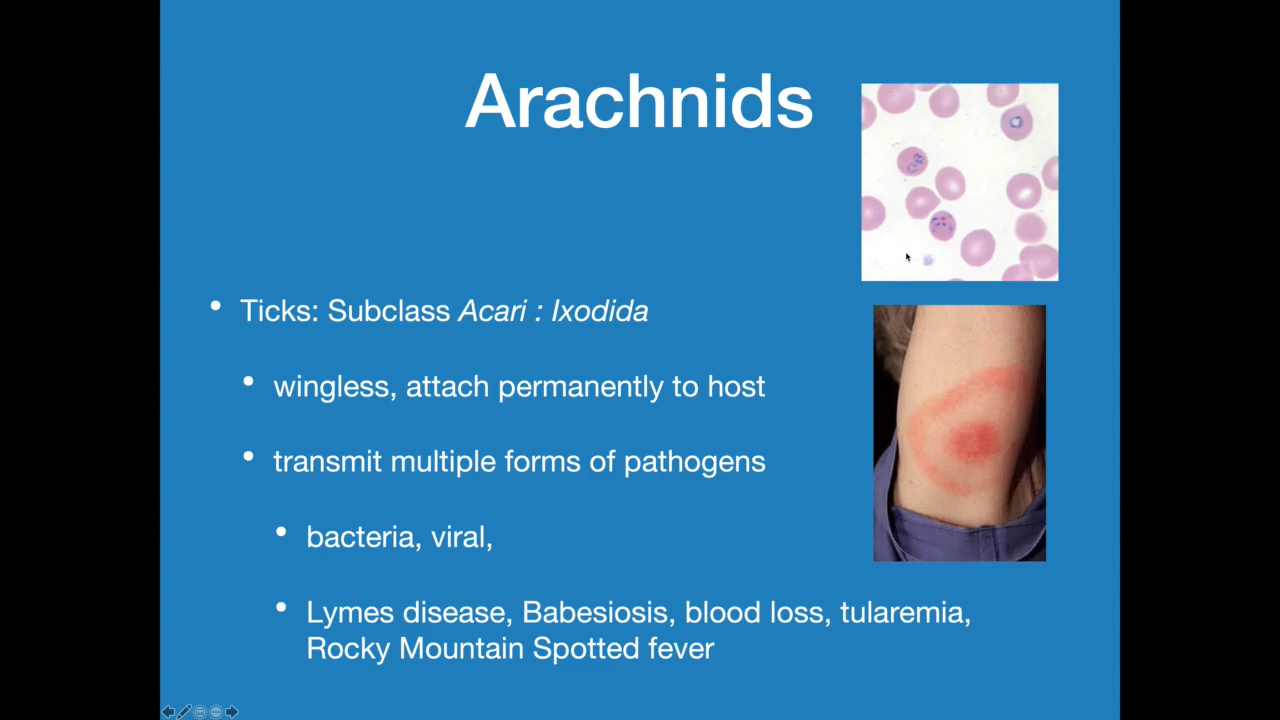 Arachnids
• Ticks: Subclass Acari : Ixodida
• wingless, attach permanently to host
• transmit multiple forms of pathogens
• bacteria, viral,
• Lymes disease, Babesiosis, blood loss, tularemia,
Rocky Mountain Spotted fever